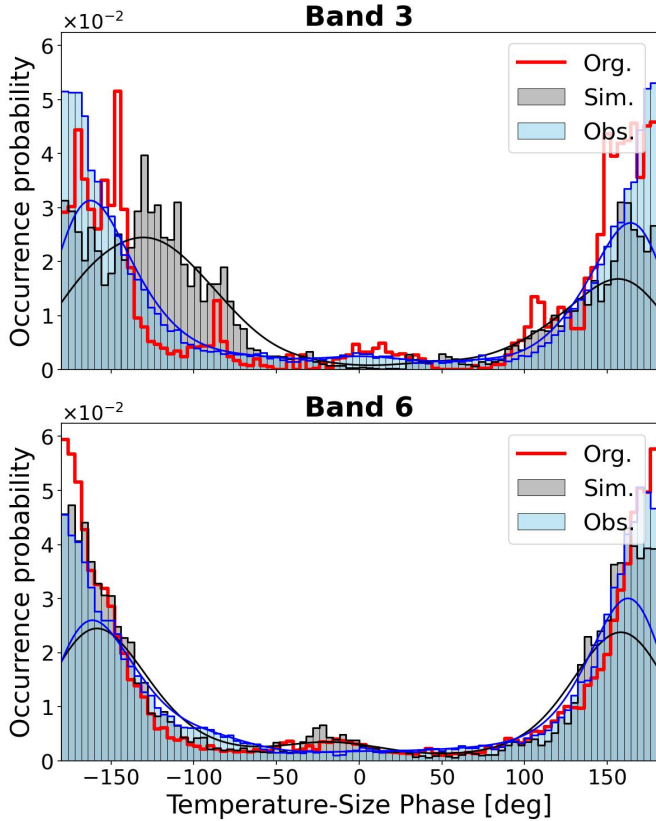 Band 3
×10−2
6
5
4
3
2
1
0
Occurrence probability
Org.
Sim.
Obs.
Band 6
×10−2
6
5
4
3
2
1
0
Occurrence probability
Org.
Sim.
Obs.
−150 −100 −50 0 50 100 150
Temperature-Size Phase [deg]